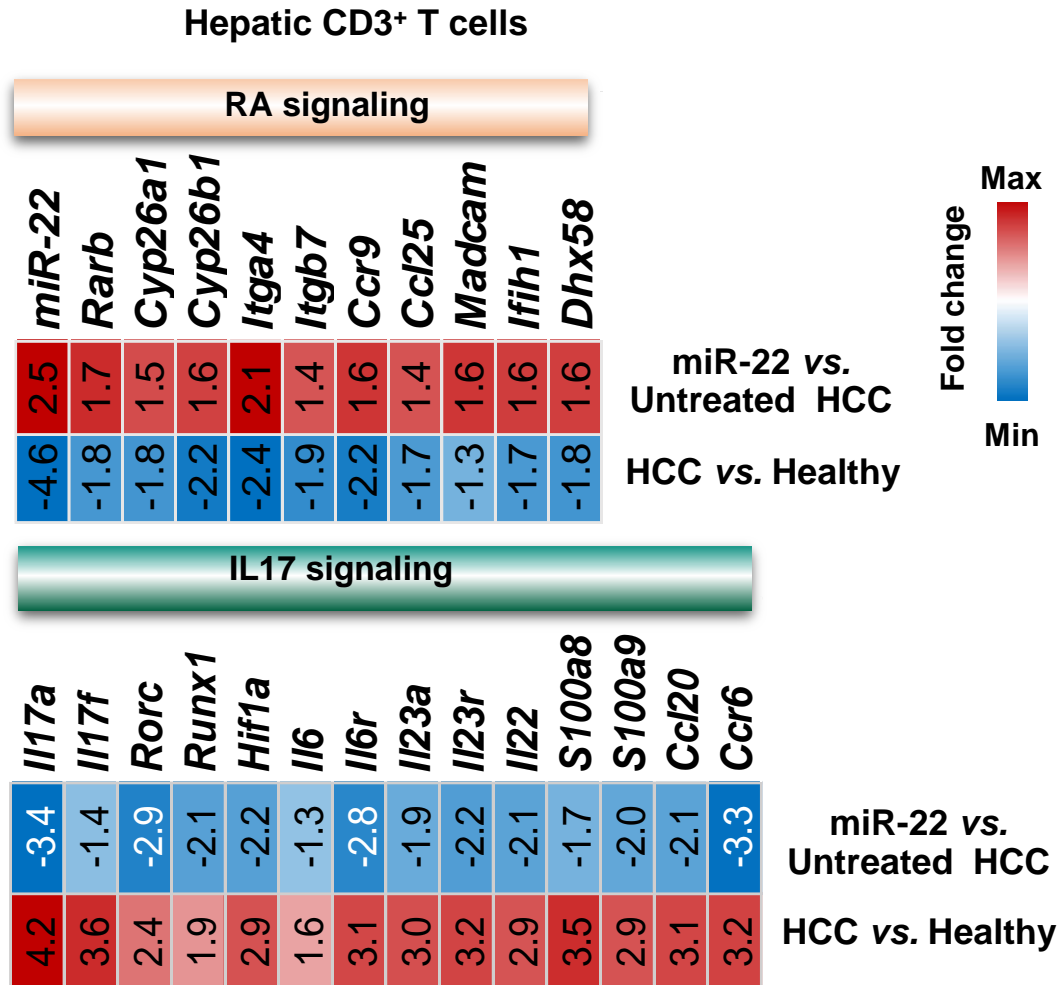 Hepatic CD3+ T cells
RA signaling
miR-22 Rarb Cyp26a1 Cyp26b1 Itga4 Itgb7 Ccr9 Ccl25 Madcam Ifih1 Dhx58
2.5 1.7 1.5 1.6 2.1 1.4 1.6 1.4 1.6 1.6 1.6
miR-22 vs.
Untreated HCC
-4.6 -1.8 -1.8 -2.2 -2.4 -1.9 -2.2 -1.7 -1.3 -1.7 -1.8
HCC vs. Healthy
Max
Fold change
Min
IL17 signaling
Il17a Il17f Rorc Runx1 Hif1a Il6 Il6r Il23a Il23r Il22 S100a8 S100a9 Ccl20 Ccr6
-3.4 -1.4 -2.9 -2.1 -2.2 -1.3 -2.8 -1.9 -2.2 -2.1 -1.7 -2.0 -2.1 -3.3
miR-22 vs.
Untreated HCC
4.2 3.6 2.4 1.9 2.9 1.6 3.1 3.0 3.2 2.9 3.5 2.9 3.1 3.2
HCC vs. Healthy